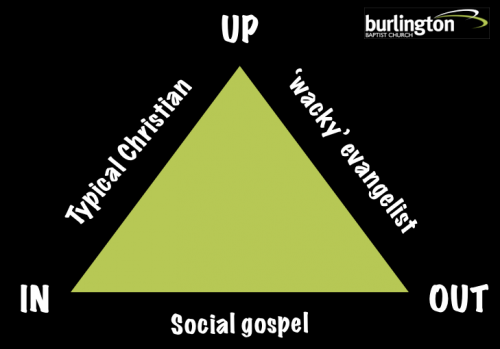 UP
burlington
BAPTIST CHURCH
Typical Christian
'wacky' evangelist
IN
OUT
Social gospel